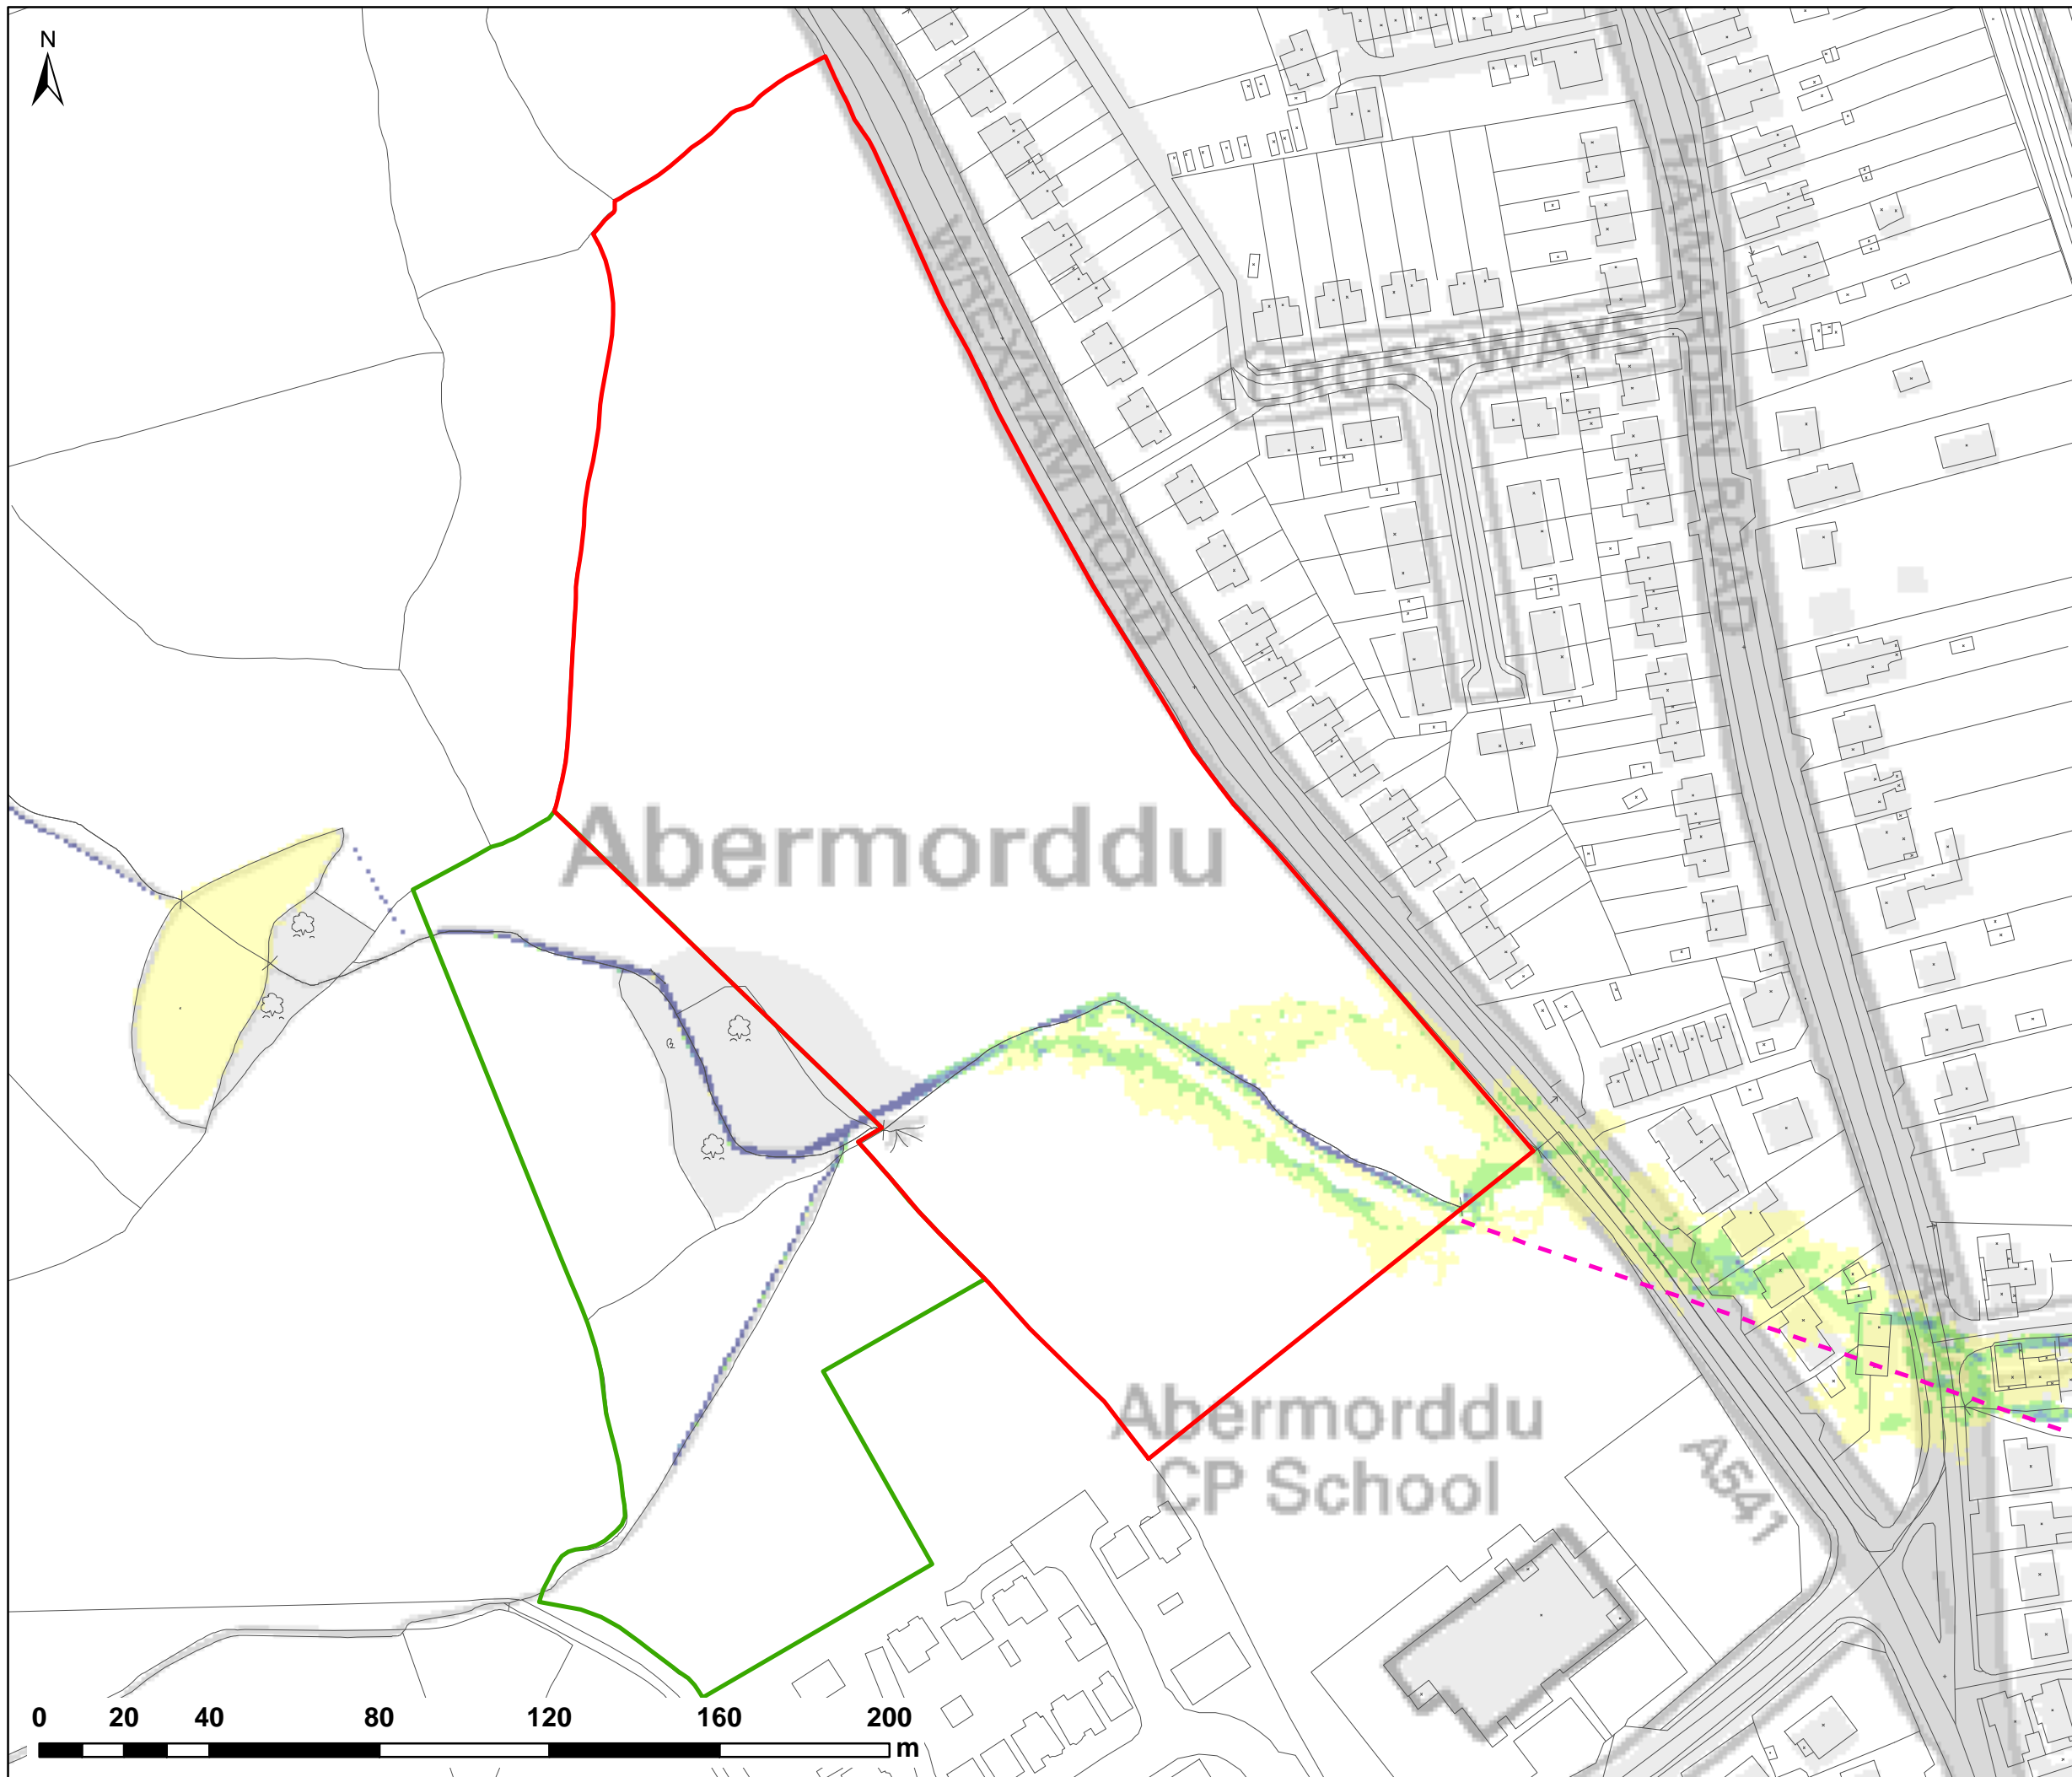 N
WREXHAM ROAD
CROSSWAYS
HAWARDEN ROAD
Abermorddu
Abermorddu
CP School
A541
0 20 40 80 120 160 200
m